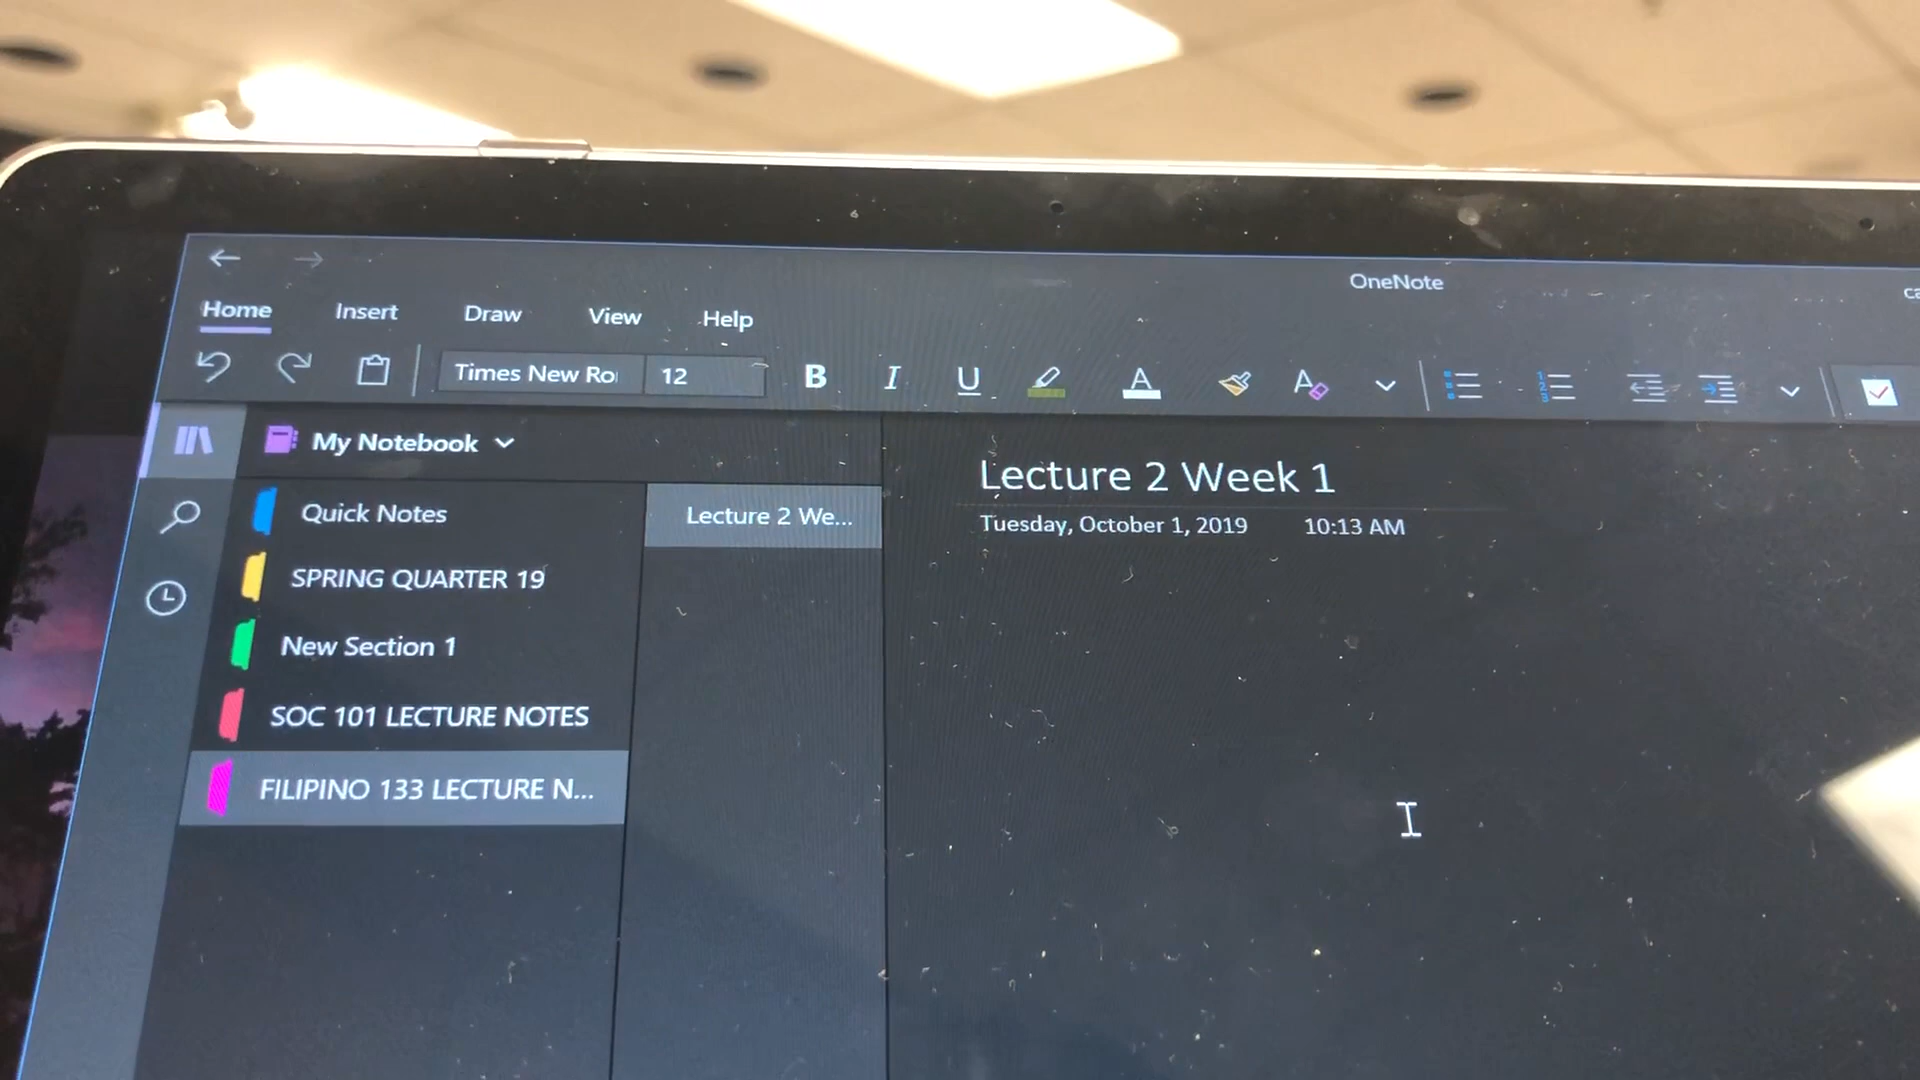 OneNote
Home Insert Draw View Help
Times New Ro 12 B I U A A
My Notebook
Quick Notes
SPRING QUARTER 19
New Section 1
SOC 101 LECTURE NOTES
FILIPINO 133 LECTURE N...
Lecture 2 We...
Lecture 2 Week 1
Tuesday, October 1, 2019 10:13 AM